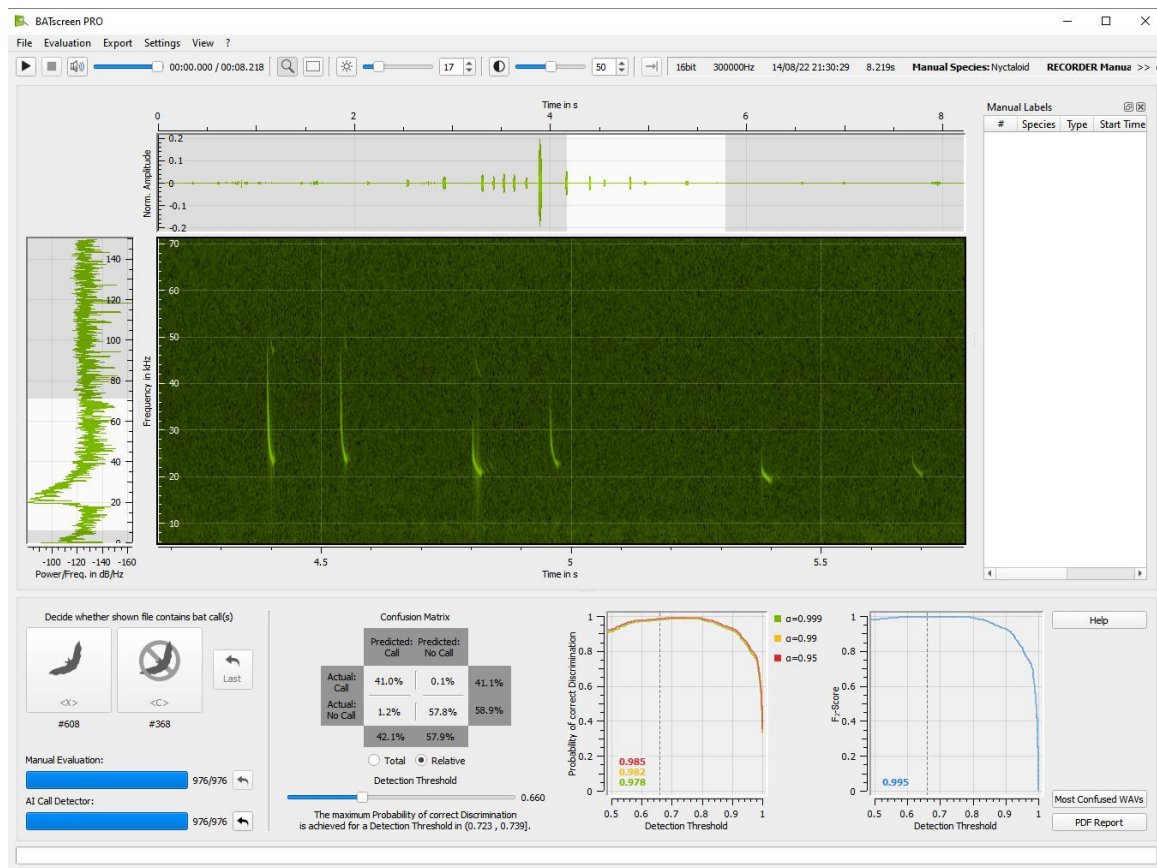 BATscreen PRO
File Evaluation Export Settings View ?
00:00.000 / 00:08.218 17 50 16bit 300000Hz 14/08/22 21:30:29 8.219s Manual Species: Nyctaloid RECORDER Manua >>
Time in s
0 2 4 6 8
Norm. Amplitude
0.2
0.1
0
-0.1
-0.2
Manual Labels
# Species Type Start Time
140
120
100
80
60
40
20
0
-100 -120 -140 -160
Power/Freq. in dB/Hz
Frequency in kHz
70
60
50
40
30
20
10
4.5 5 5.5
Time in s
Decide whether shown file contains bat call(s)
<X> <C>
Last
#608 #368
Manual Evaluation:
976/976
AI Call Detector:
976/976
Confusion Matrix
Predicted: Call Predicted: No Call
Actual: Call 41.0% 0.1% 41.1%
Actual: No Call 1.2% 57.8% 58.9%
42.1% 57.9%
Total Relative
Detection Threshold
0.660
The maximum Probability of correct Discrimination
is achieved for a Detection Threshold in (0.723 , 0.739].
Probability of correct Discrimination
1
0.8
0.6
0.4
0.2
0
0.985
0.982
0.978
0.5 0.6 0.7 0.8 0.9 1
Detection Threshold
α=0.999
α=0.99
α=0.95
F₂-Score
1
0.8
0.6
0.4
0.2
0
0.995
0.5 0.6 0.7 0.8 0.9 1
Detection Threshold
Help
Most Confused WAVs
PDF Report